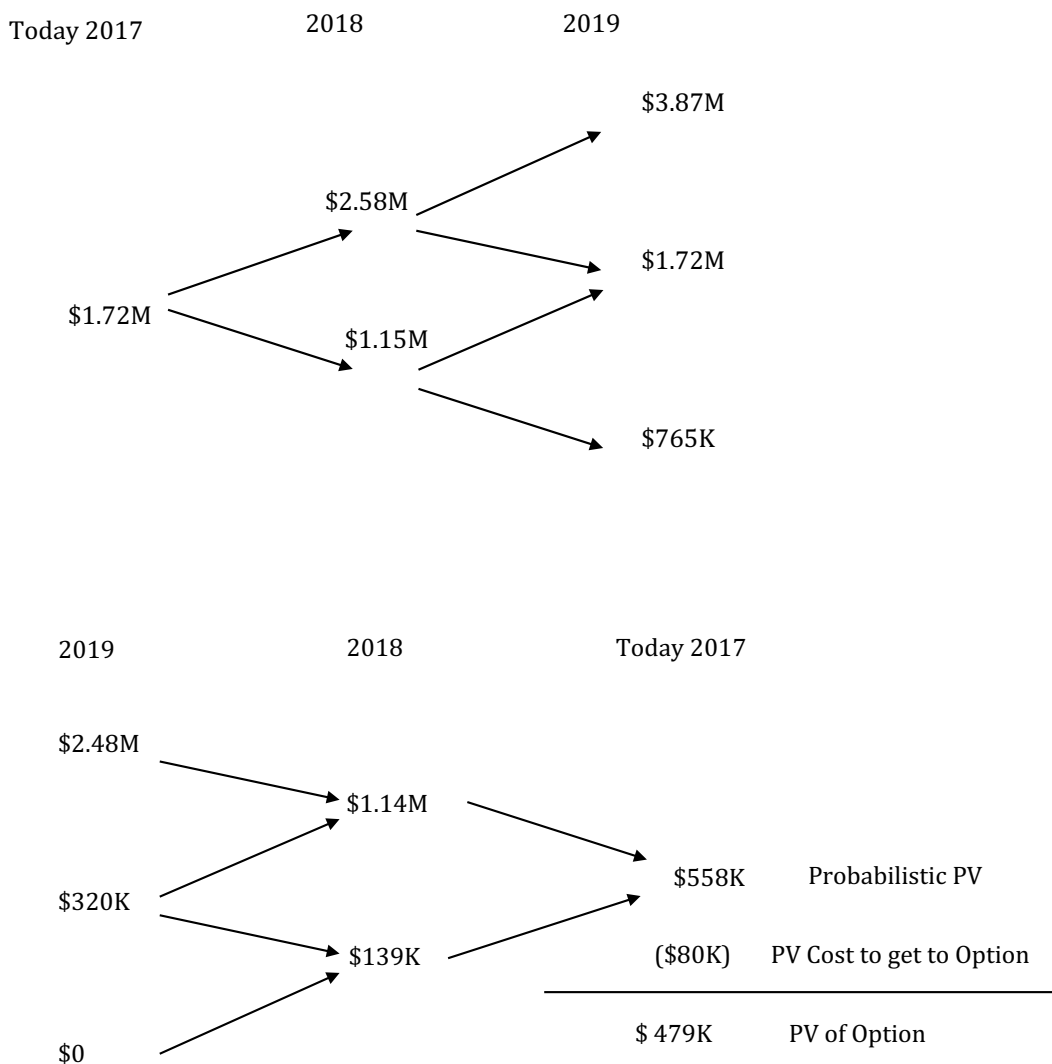 Today 2017 2018 2019
$3.87M
$2.58M
$1.72M
$1.72M
$1.15M
$765K
2019 2018 Today 2017
$2.48M
$1.14M
$558K Probabilistic PV
$320K
$139K ($80K) PV Cost to get to Option
$ 479K PV of Option
$0